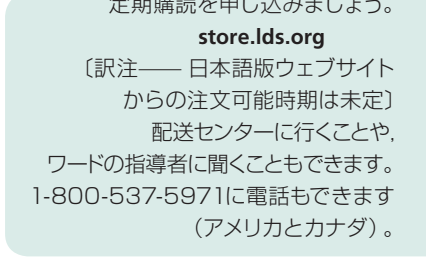 定期購読を申し込みましょう。
store.lds.org
〔訳注―― 日本語版ウェブサイト
からの注文可能時期は未定〕
配送センターに行くことや,
ワードの指導者に聞くこともできます。
1-800-537-5971に電話もできます
（アメリカとカナダ）。